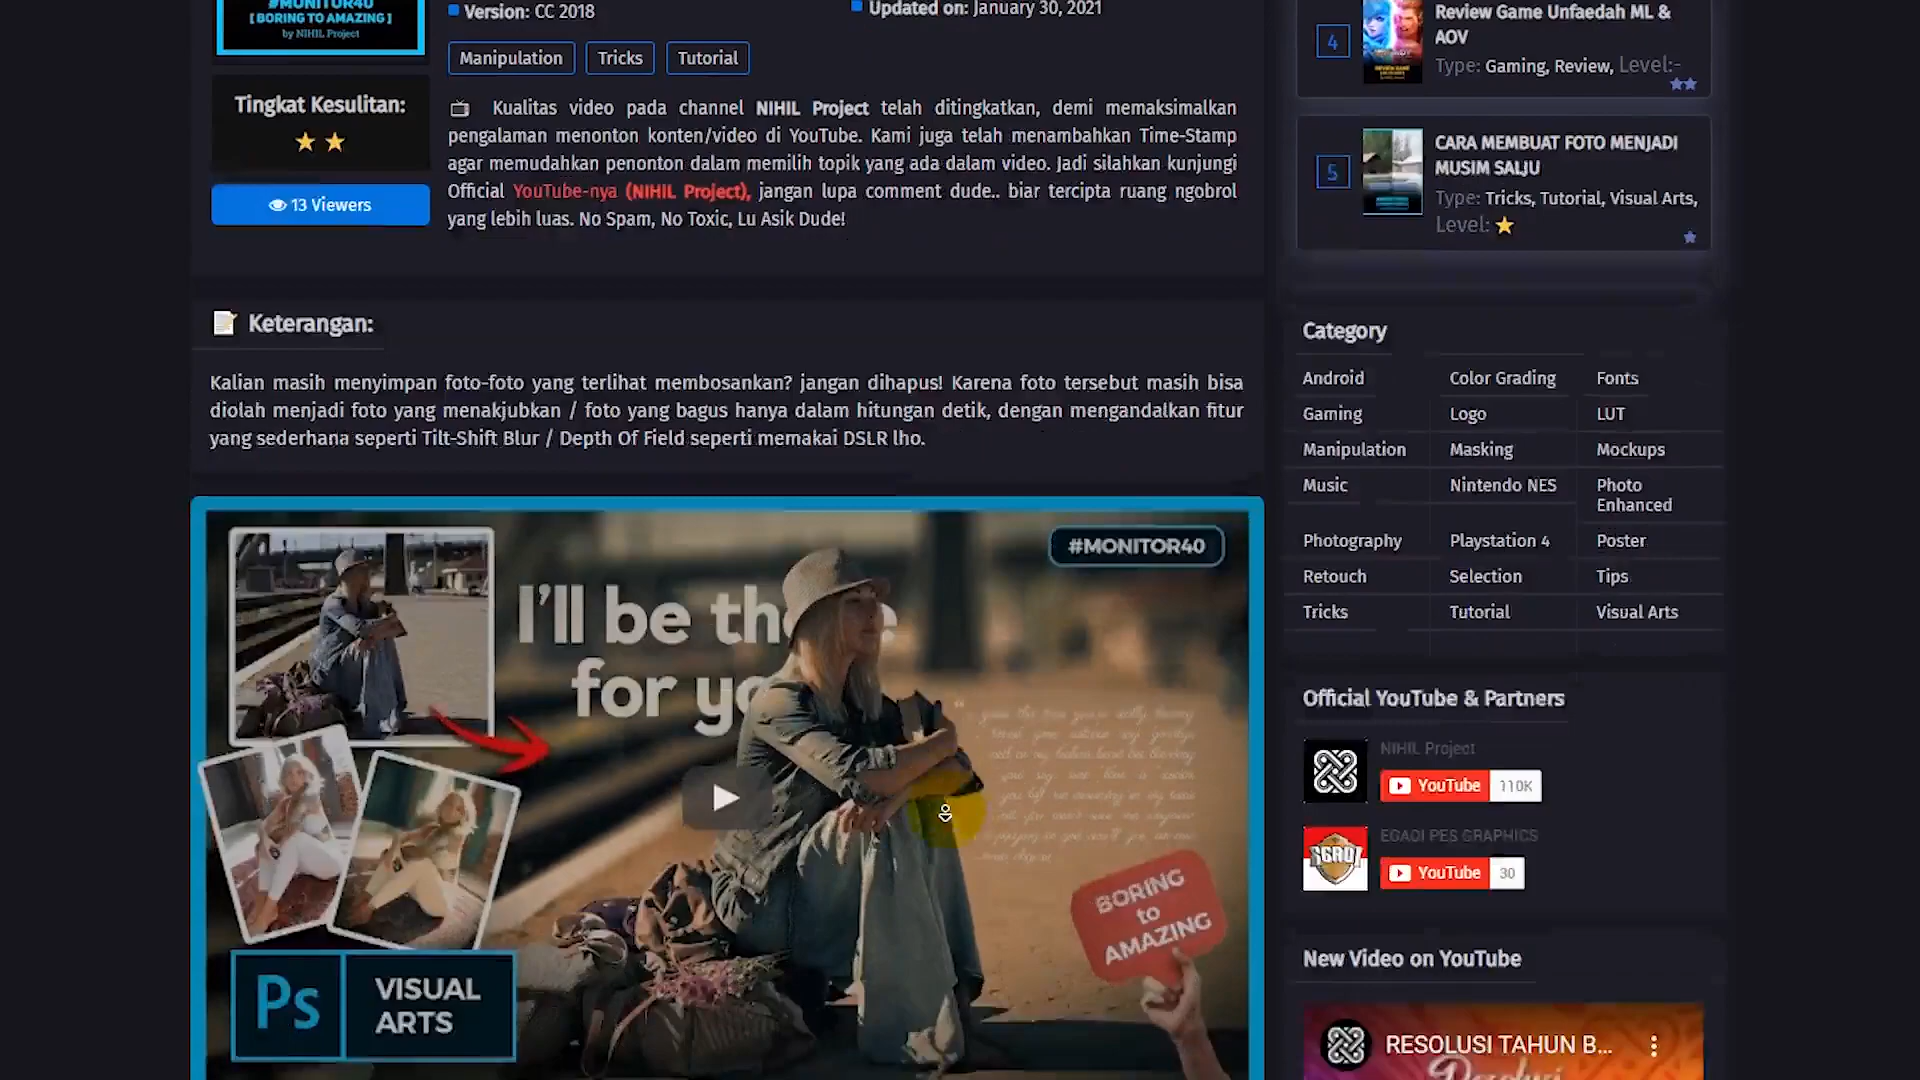 #MONITOR40
[ BORING TO AMAZING ]
by NIHIL Project
Version: CC 2018
Updated on: January 30, 2021
Manipulation
Tricks
Tutorial
Tingkat Kesulitan:
13 Viewers
Kualitas video pada channel NIHIL Project telah ditingkatkan, demi memaksimalkan
pengalaman menonton konten/video di YouTube. Kami juga telah menambahkan Time-Stamp
agar memudahkan penonton dalam memilih topik yang ada dalam video. Jadi silahkan kunjungi
Official YouTube-nya (NIHIL Project), jangan lupa comment dude.. biar tercipta ruang ngobrol
yang lebih luas. No Spam, No Toxic, Lu Asik Dude!
Keterangan:
Kalian masih menyimpan foto-foto yang terlihat membosankan? jangan dihapus! Karena foto tersebut masih bisa
diolah menjadi foto yang menakjubkan / foto yang bagus hanya dalam hitungan detik, dengan mengandalkan fitur
yang sederhana seperti Tilt-Shift Blur / Depth Of Field seperti memakai DSLR lho.
#MONITOR40
I'll be the e
for yo
BORING
to
AMAZING
Ps
VISUAL
ARTS
4
Review Game Unfaedah ML &
AOV
Type: Gaming, Review, Level:-
5
CARA MEMBUAT FOTO MENJADI
MUSIM SALJU
Type: Tricks, Tutorial, Visual Arts,
Level:
Category
Android
Color Grading
Fonts
Gaming
Logo
LUT
Manipulation
Masking
Mockups
Music
Nintendo NES
Photo
Enhanced
Photography
Playstation 4
Poster
Retouch
Selection
Tips
Tricks
Tutorial
Visual Arts
Official YouTube & Partners
NIHIL Project
YouTube 110K
EGAOI PES GRAPHICS
YouTube 30
New Video on YouTube
RESOLUSI TAHUN B...